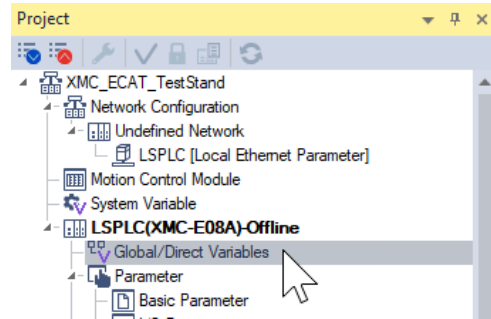 Project
XMC_ECAT_TestStand
Network Configuration
Undefined Network
LSPLC [Local Ethernet Parameter]
Motion Control Module
System Variable
LSPLC(XMC-E08A)-Offline
Global/Direct Variables
Parameter
Basic Parameter